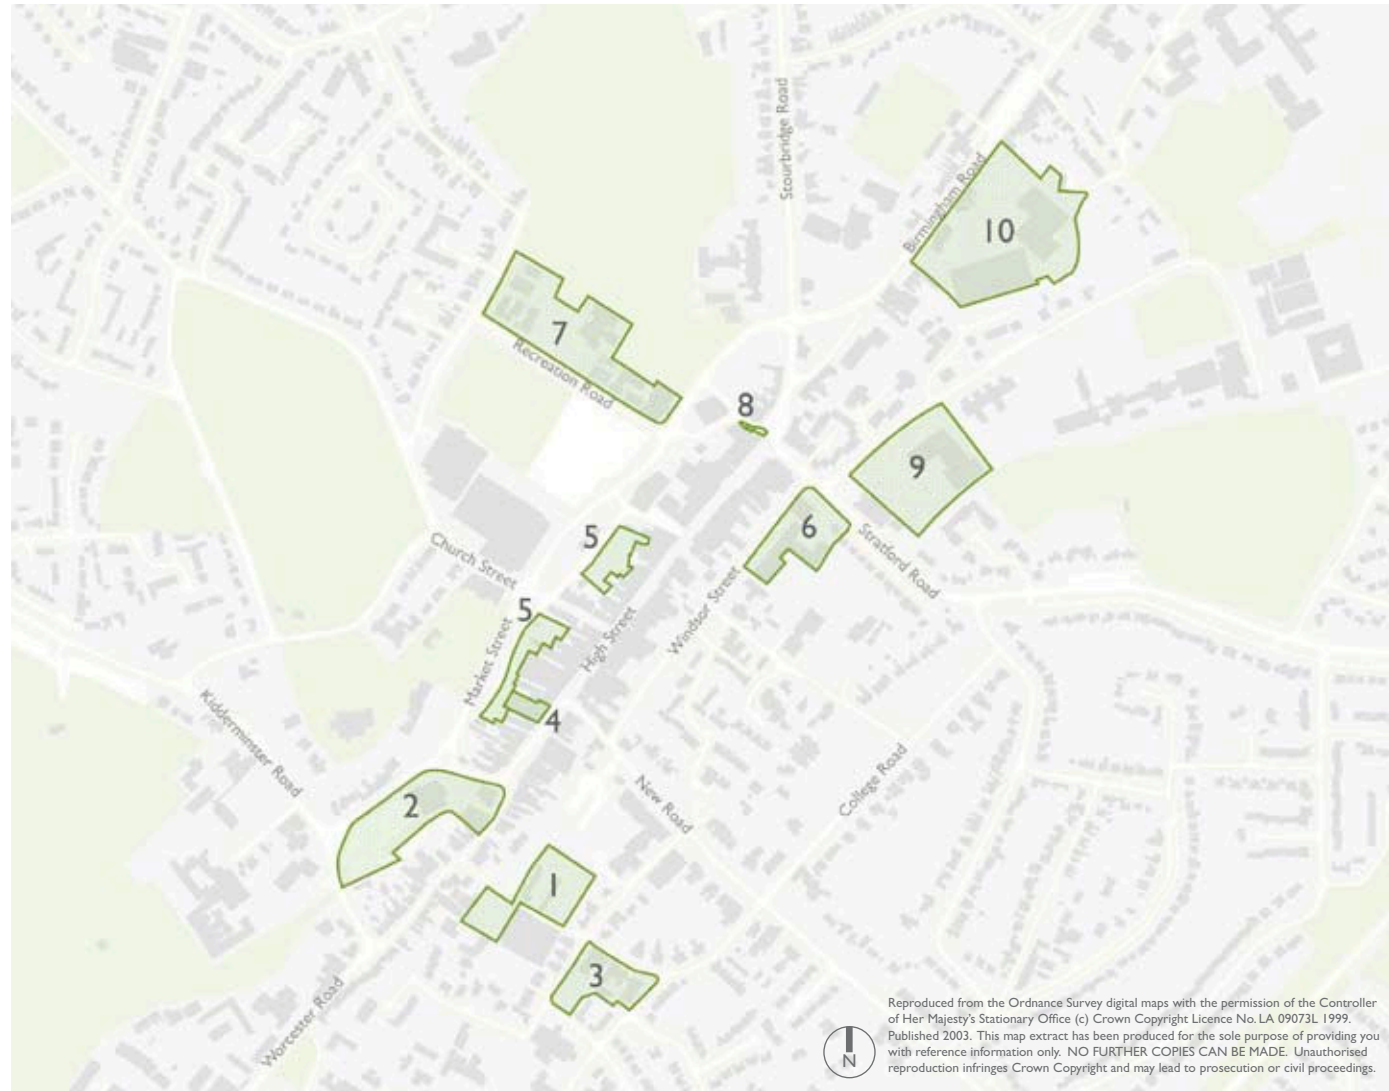 Stourbridge Road
Birmingham Road
10
7
Recreation Road
8
9
6
5
Stratford Road
Church Street
5
Windsor Street
High Street
Market Street
4
Kidderminster Road
New Road
College Road
2
1
3
Worcester Road
N
Reproduced from the Ordnance Survey digital maps with the permission of the Controller
of Her Majesty's Stationary Office (c) Crown Copyright Licence No. LA 09073L 1999.
Published 2003. This map extract has been produced for the sole purpose of providing you
with reference information only. NO FURTHER COPIES CAN BE MADE. Unauthorised
reproduction infringes Crown Copyright and may lead to prosecution or civil proceedings.